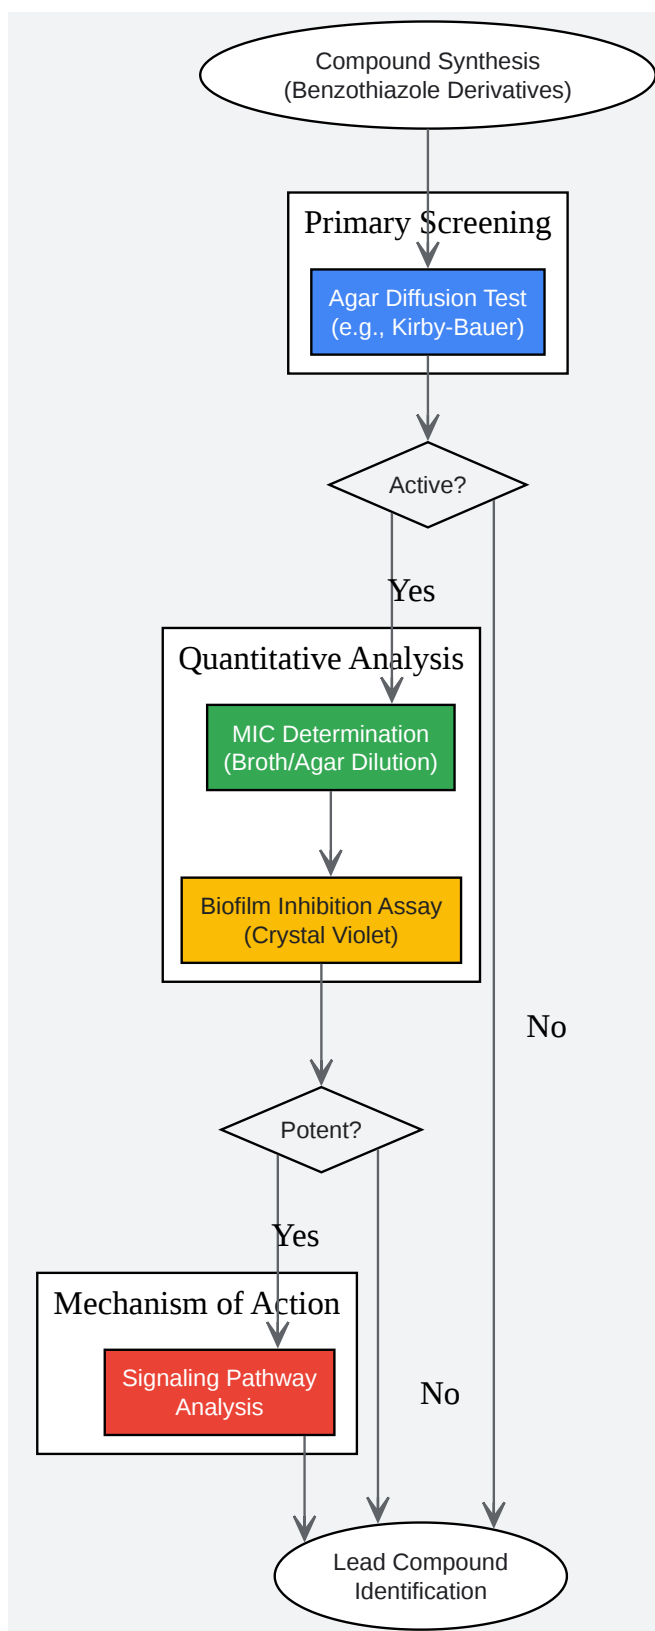 Compound Synthesis
(Benzothiazole Derivatives)
Primary Screening
Agar Diffusion Test
(e.g., Kirby-Bauer)
Active?
Yes
Quantitative Analysis
MIC Determination
(Broth/Agar Dilution)
Biofilm Inhibition Assay
(Crystal Violet)
No
Potent?
Yes
Mechanism of Action
Signaling Pathway
Analysis
No
Lead Compound
Identification